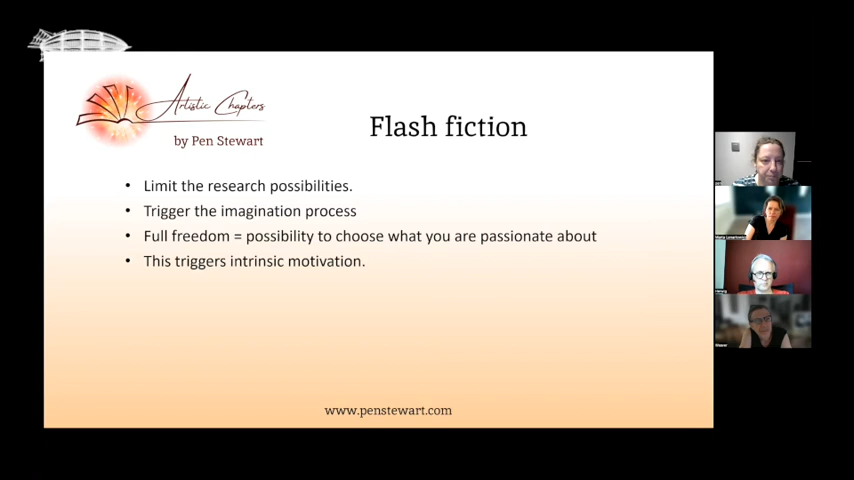 Artistic Chapters
by Pen Stewart
Flash fiction
• Limit the research possibilities.
• Trigger the imagination process
• Full freedom = possibility to choose what you are passionate about
• This triggers intrinsic motivation.
www.penstewart.com